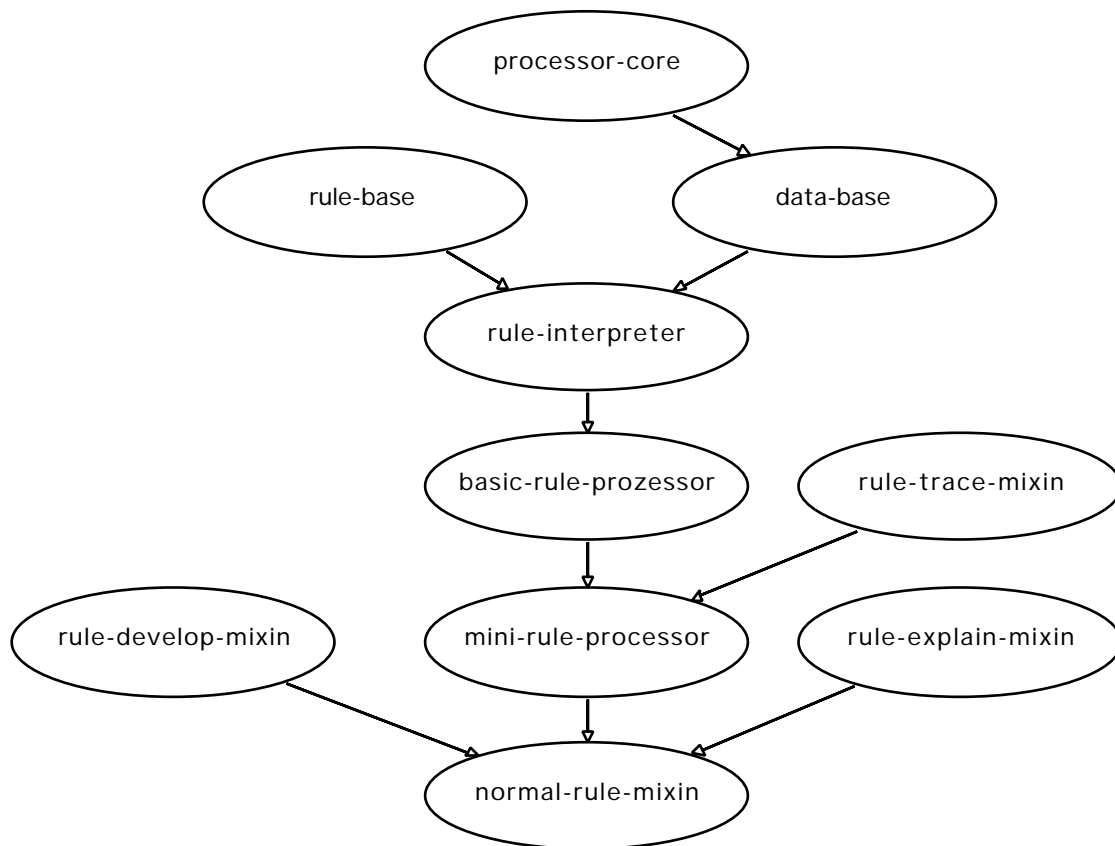 processor-core
rule-base
data-base
rule-interpreter
basic-rule-prozessor
rule-trace-mixin
rule-develop-mixin
mini-rule-processor
rule-explain-mixin
normal-rule-mixin